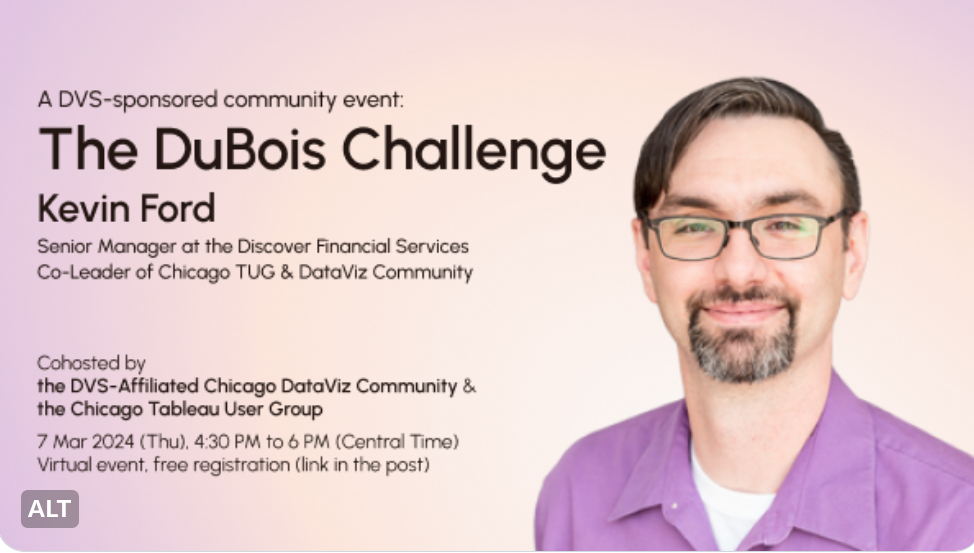 A DVS-sponsored community event:
The DuBois Challenge
Kevin Ford
Senior Manager at the Discover Financial Services
Co-Leader of Chicago TUG & DataViz Community
Cohosted by
the DVS-Affiliated Chicago DataViz Community &
the Chicago Tableau User Group
7 Mar 2024 (Thu), 4:30 PM to 6 PM (Central Time)
Virtual event, free registration (link in the post)
ALT